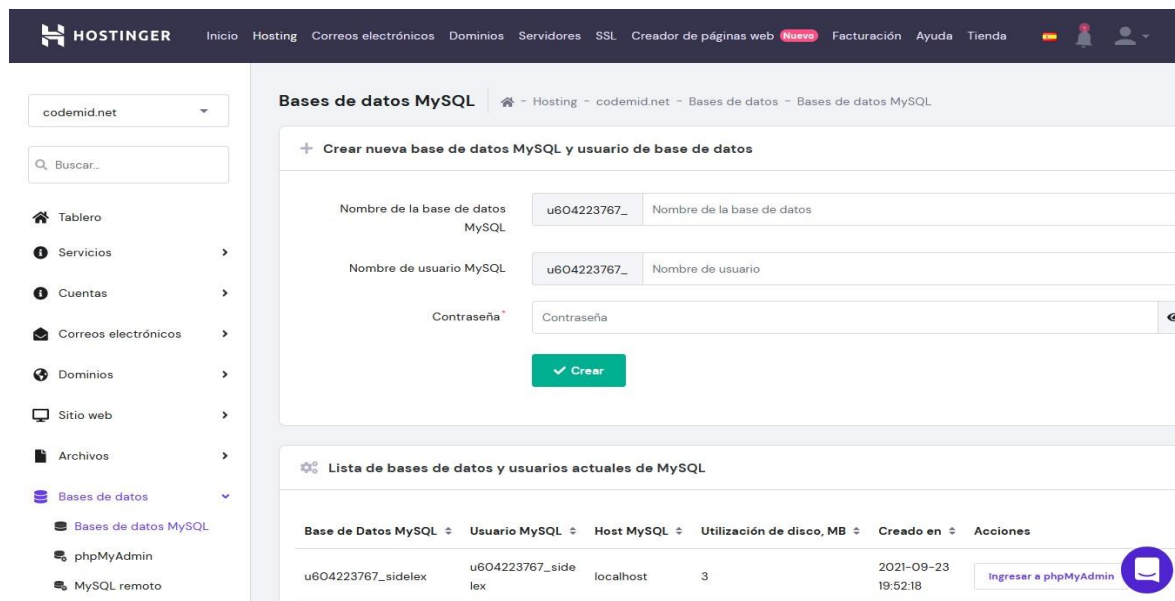 HOSTINGER
Inicio Hosting Correos electrónicos Dominios Servidores SSL Creador de páginas web Nuevo Facturación Ayuda Tienda
codemid.net
Buscar...
Tablero
Servicios
Cuentas
Correos electrónicos
Dominios
Sitio web
Archivos
Bases de datos
Bases de datos MySQL
phpMyAdmin
MySQL remoto
Bases de datos MySQL
- Hosting - codemid.net - Bases de datos - Bases de datos MySQL
Crear nueva base de datos MySQL y usuario de base de datos
Nombre de la base de datos
MySQL
u604223767_ Nombre de la base de datos
Nombre de usuario MySQL u604223767_ Nombre de usuario
Contraseña* Contraseña
Crear
Lista de bases de datos y usuarios actuales de MySQL
Base de Datos MySQL Usuario MySQL Host MySQL Utilización de disco, MB Creado en Acciones
u604223767_sidelex
u604223767_side
lex
localhost
3
2021-09-23
19:52:18
Ingresar a phpMyAdmin